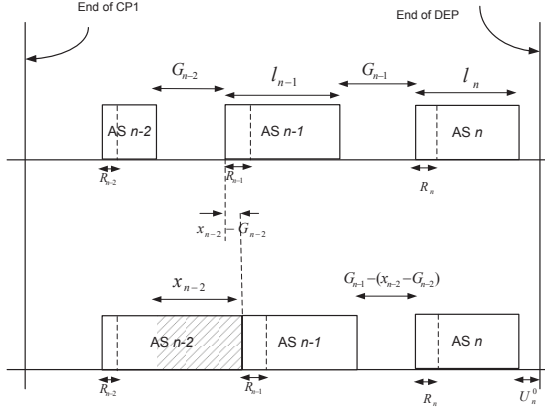 End of CP1
End of DEP
G_{n-2}
l_{n-1}
G_{n-1}
l_n
AS n-2
AS n-1
AS n
R_{n-2}
R_{n-1}
R_n
x_{n-2} - G_{n-2}
x_{n-2}
G_{n-1}-(x_{n-2}-G_{n-2})
AS n-2
AS n-1
AS n
R_{n-2}
R_{n-1}
R_n
U_n^0